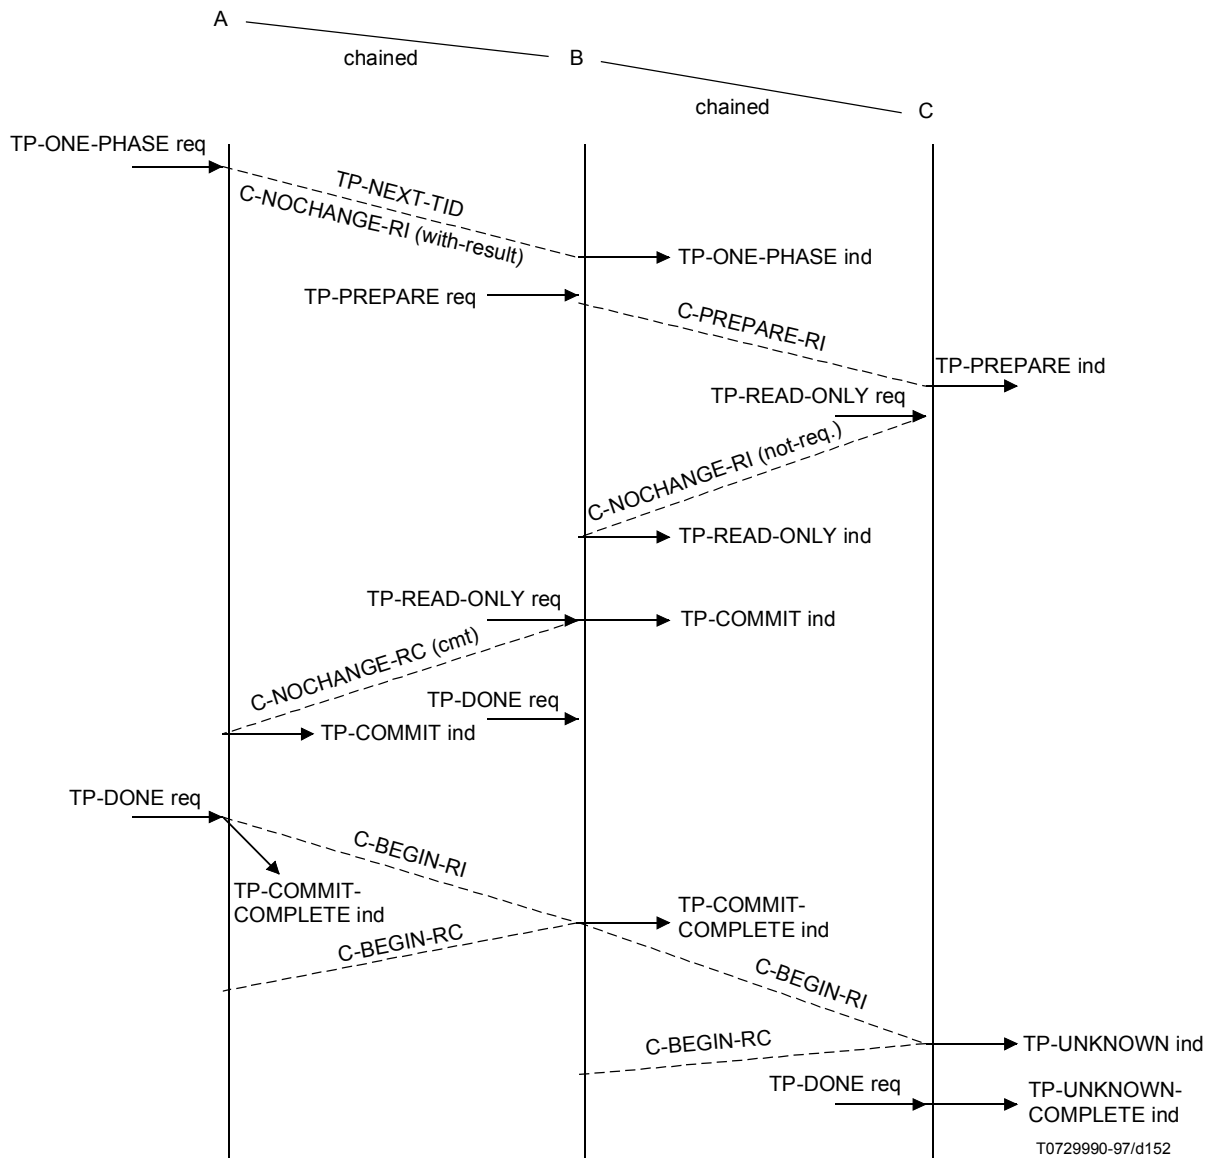 A
chained
B
chained
C
TP-ONE-PHASE req
TP-NEXT-TID
C-NOCHANGE-RI (with-result)
TP-ONE-PHASE ind
TP-PREPARE req
C-PREPARE-RI
TP-PREPARE ind
TP-READ-ONLY req
C-NOCHANGE-RI (not-req.)
TP-READ-ONLY ind
TP-READ-ONLY req
TP-COMMIT ind
C-NOCHANGE-RC (cmt)
TP-DONE req
TP-COMMIT ind
TP-DONE req
C-BEGIN-RI
TP-COMMIT-
COMPLETE ind
TP-COMMIT-
COMPLETE ind
C-BEGIN-RC
C-BEGIN-RI
C-BEGIN-RC
TP-UNKNOWN ind
TP-DONE req
TP-UNKNOWN-
COMPLETE ind
T0729990-97/d152